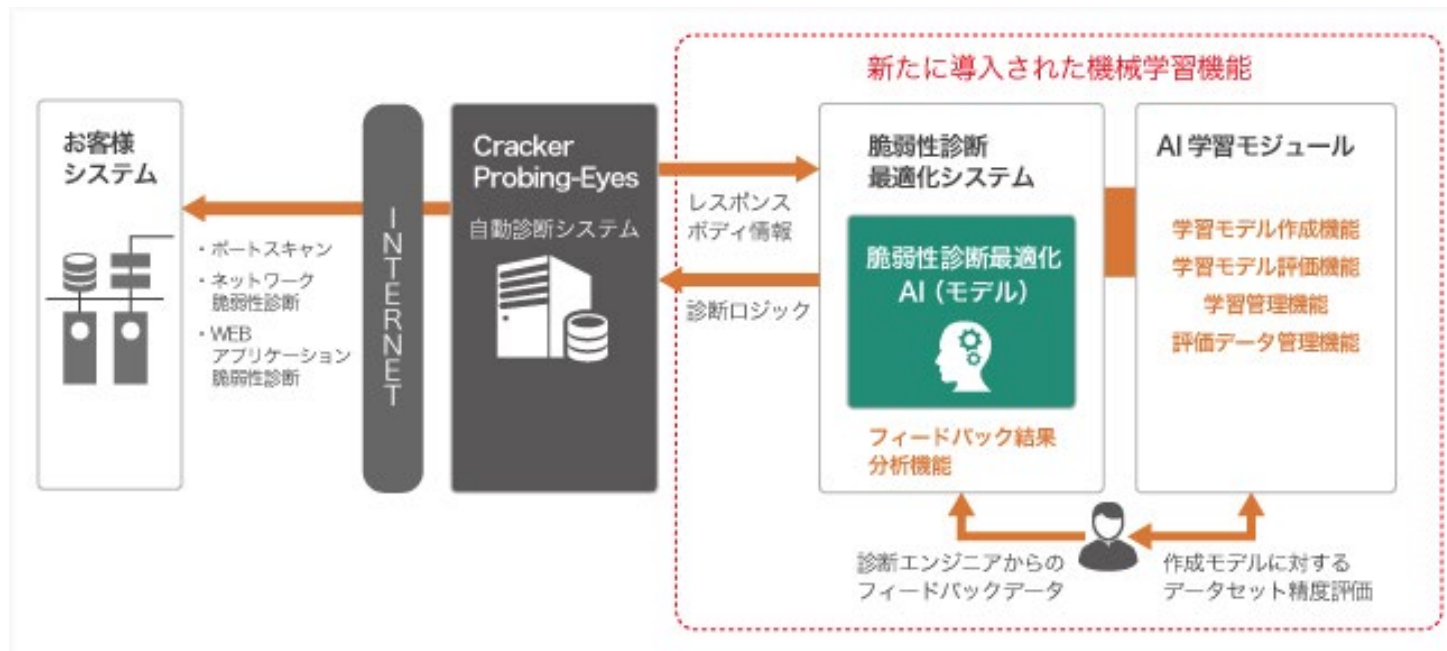 新たに導入された機械学習機能
お客様
システム
・ポートスキャン
・ネットワーク
脆弱性診断
・WEB
アプリケーション
脆弱性診断
INTERNET
Cracker
Probing-Eyes
自動診断システム
レスポンス
ボディ情報
診断ロジック
脆弱性診断
最適化システム
脆弱性診断最適化
AI（モデル）
フィードバック結果
分析機能
AI 学習モジュール
学習モデル作成機能
学習モデル評価機能
学習管理機能
評価データ管理機能
診断エンジニアからの
フィードバックデータ
作成モデルに対する
データセット精度評価